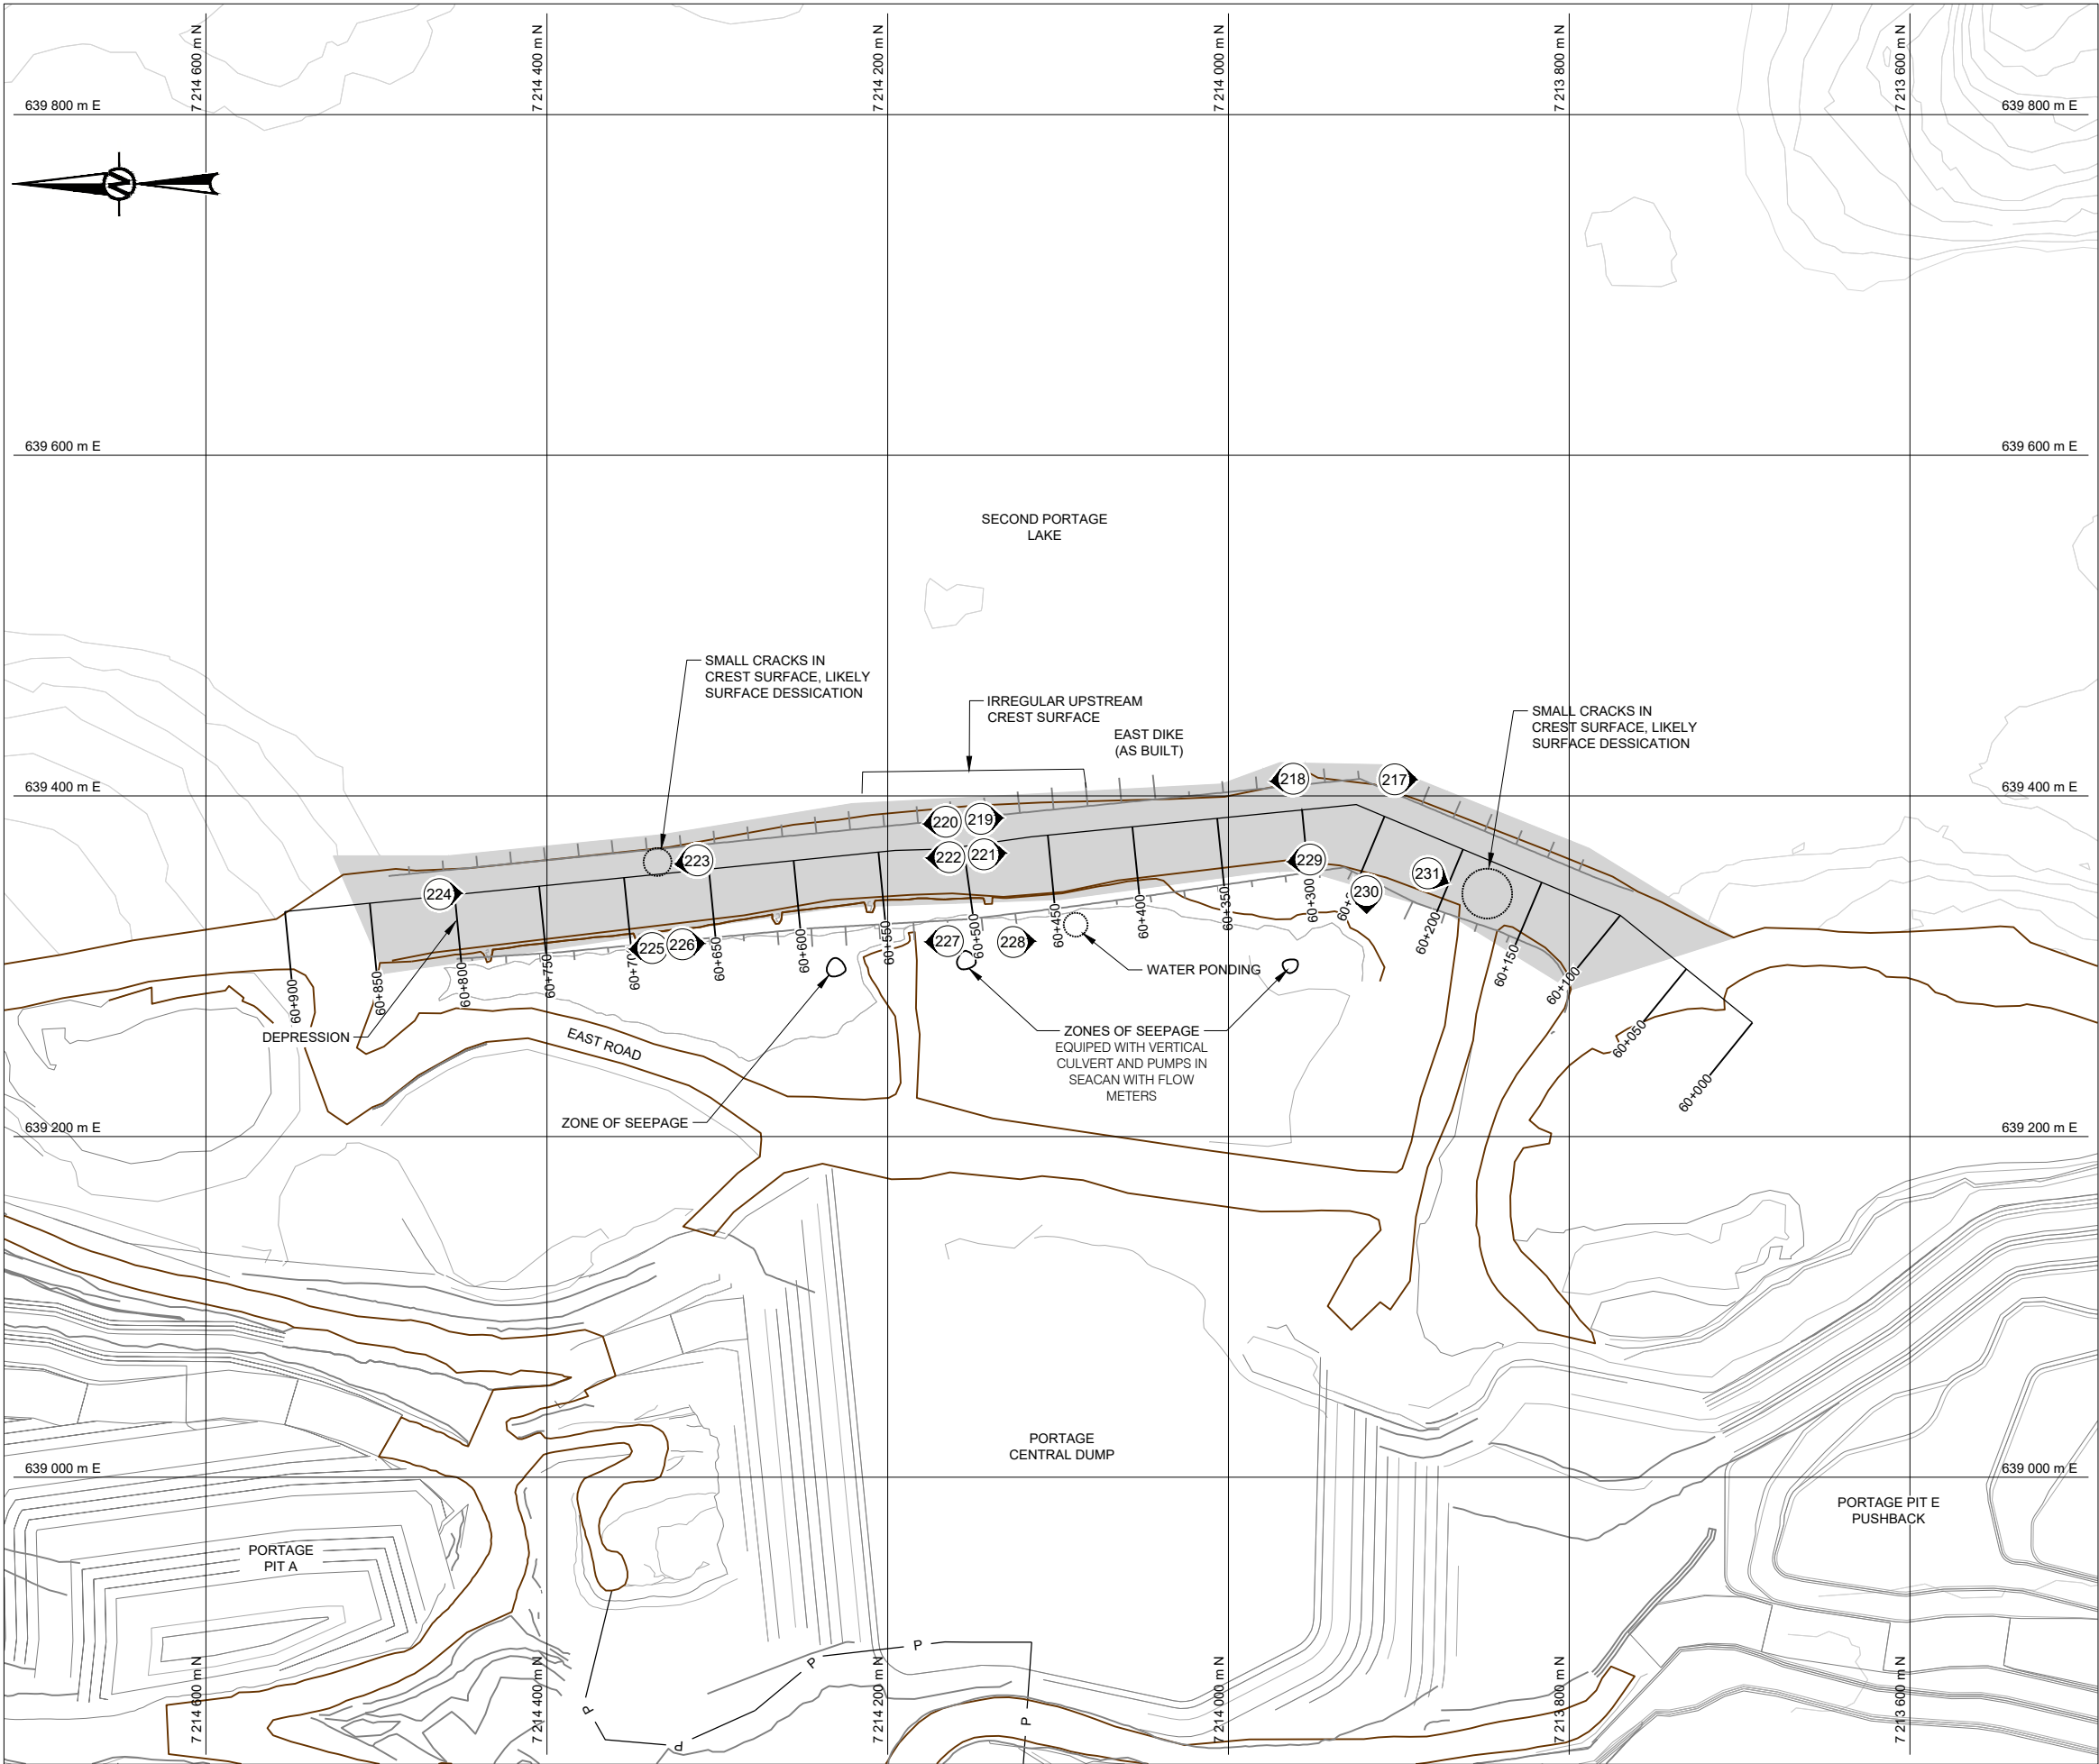 7 214 600 m N
7 214 400 m N
7 214 200 m N
7 214 000 m N
7 213 800 m N
7 213 600 m N
639 800 m E
639 800 m E
N
639 600 m E
639 600 m E
SECOND PORTAGE
LAKE
SMALL CRACKS IN
CREST SURFACE, LIKELY
SURFACE DESSICATION
IRREGULAR UPSTREAM
CREST SURFACE
EAST DIKE
(AS BUILT)
SMALL CRACKS IN
CREST SURFACE, LIKELY
SURFACE DESSICATION
639 400 m E
639 400 m E
218
217
220
219
222
221
223
229
231
224
230
225
226
227
228
60+900
60+850
60+800
60+750
60+650
60+600
60+550
60+500
60+450
60+400
60+350
60+300
60+200
60+150
60+100
60+050
60+000
WATER PONDING
DEPRESSION
EAST ROAD
ZONES OF SEEPAGE
EQUIPED WITH VERTICAL
CULVERT AND PUMPS IN
SEACAN WITH FLOW
METERS
ZONE OF SEEPAGE
639 200 m E
639 200 m E
PORTAGE
CENTRAL DUMP
639 000 m E
639 000 m E
PORTAGE PIT E
PUSHBACK
PORTAGE
PIT A
P
P
P
P
P
7 214 600 m N
7 214 400 m N
7 214 200 m N
7 214 000 m N
7 213 800 m N
7 213 600 m N